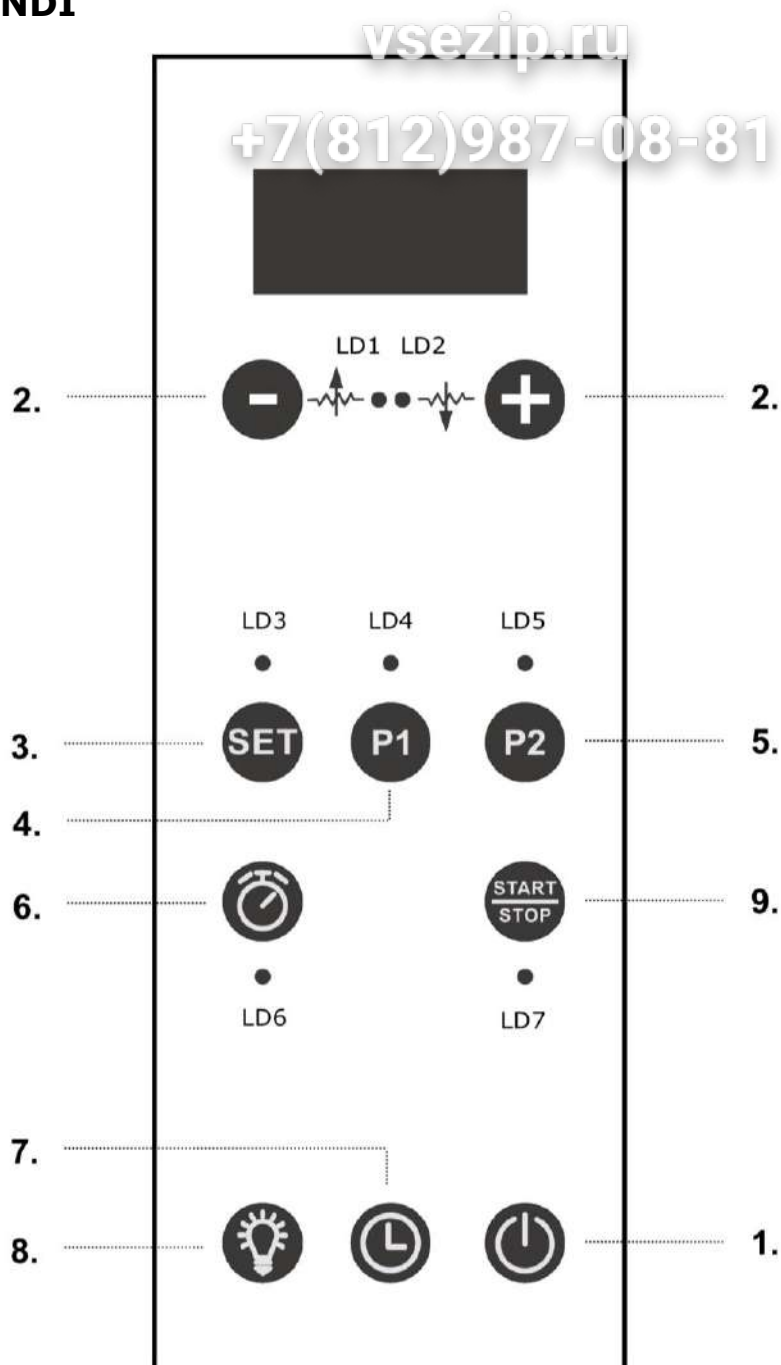 NDI
vsezip.ru
+7(812)987-08-81
LD1 LD2
2. - + 2.
LD3 LD4 LD5
3. SET P1 P2 5.
4.
6. START 9.
STOP
LD6 LD7
7.
8. 1.